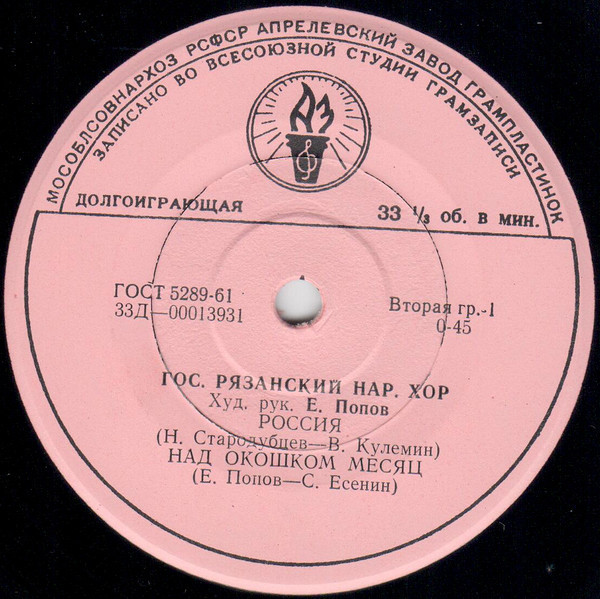 МОСОБЛСОВНАРХОЗ РСФСР АПРЕЛЕВСКИЙ ЗАВОД ГРАМПЛАСТИНОК
ЗАПИСАНО ВО ВСЕСОЮЗНОЙ СТУДИИ ГРАМЗАПИСИ
АЗ
ДОЛГОИГРАЮЩАЯ 33 ⅓ об. в мин.
ГОСТ 5289-61 Вторая гр.-1
33Д—00013931 0-45
ГОС. РЯЗАНСКИЙ НАР. ХОР
Худ. рук. Е. Попов
РОССИЯ
(Н. Стародубцев—В. Кулемин)
НАД ОКОШКОМ МЕСЯЦ
(Е. Попов—С. Есенин)